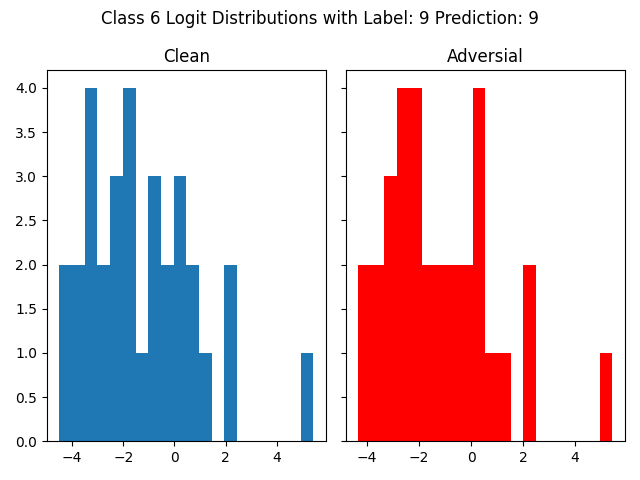 Class 6 Logit Distributions with Label: 9 Prediction: 9
Clean
Adversial
4.0
3.5
3.0
2.5
2.0
1.5
1.0
0.5
0.0
−4 −2 0 2 4
−4 −2 0 2 4